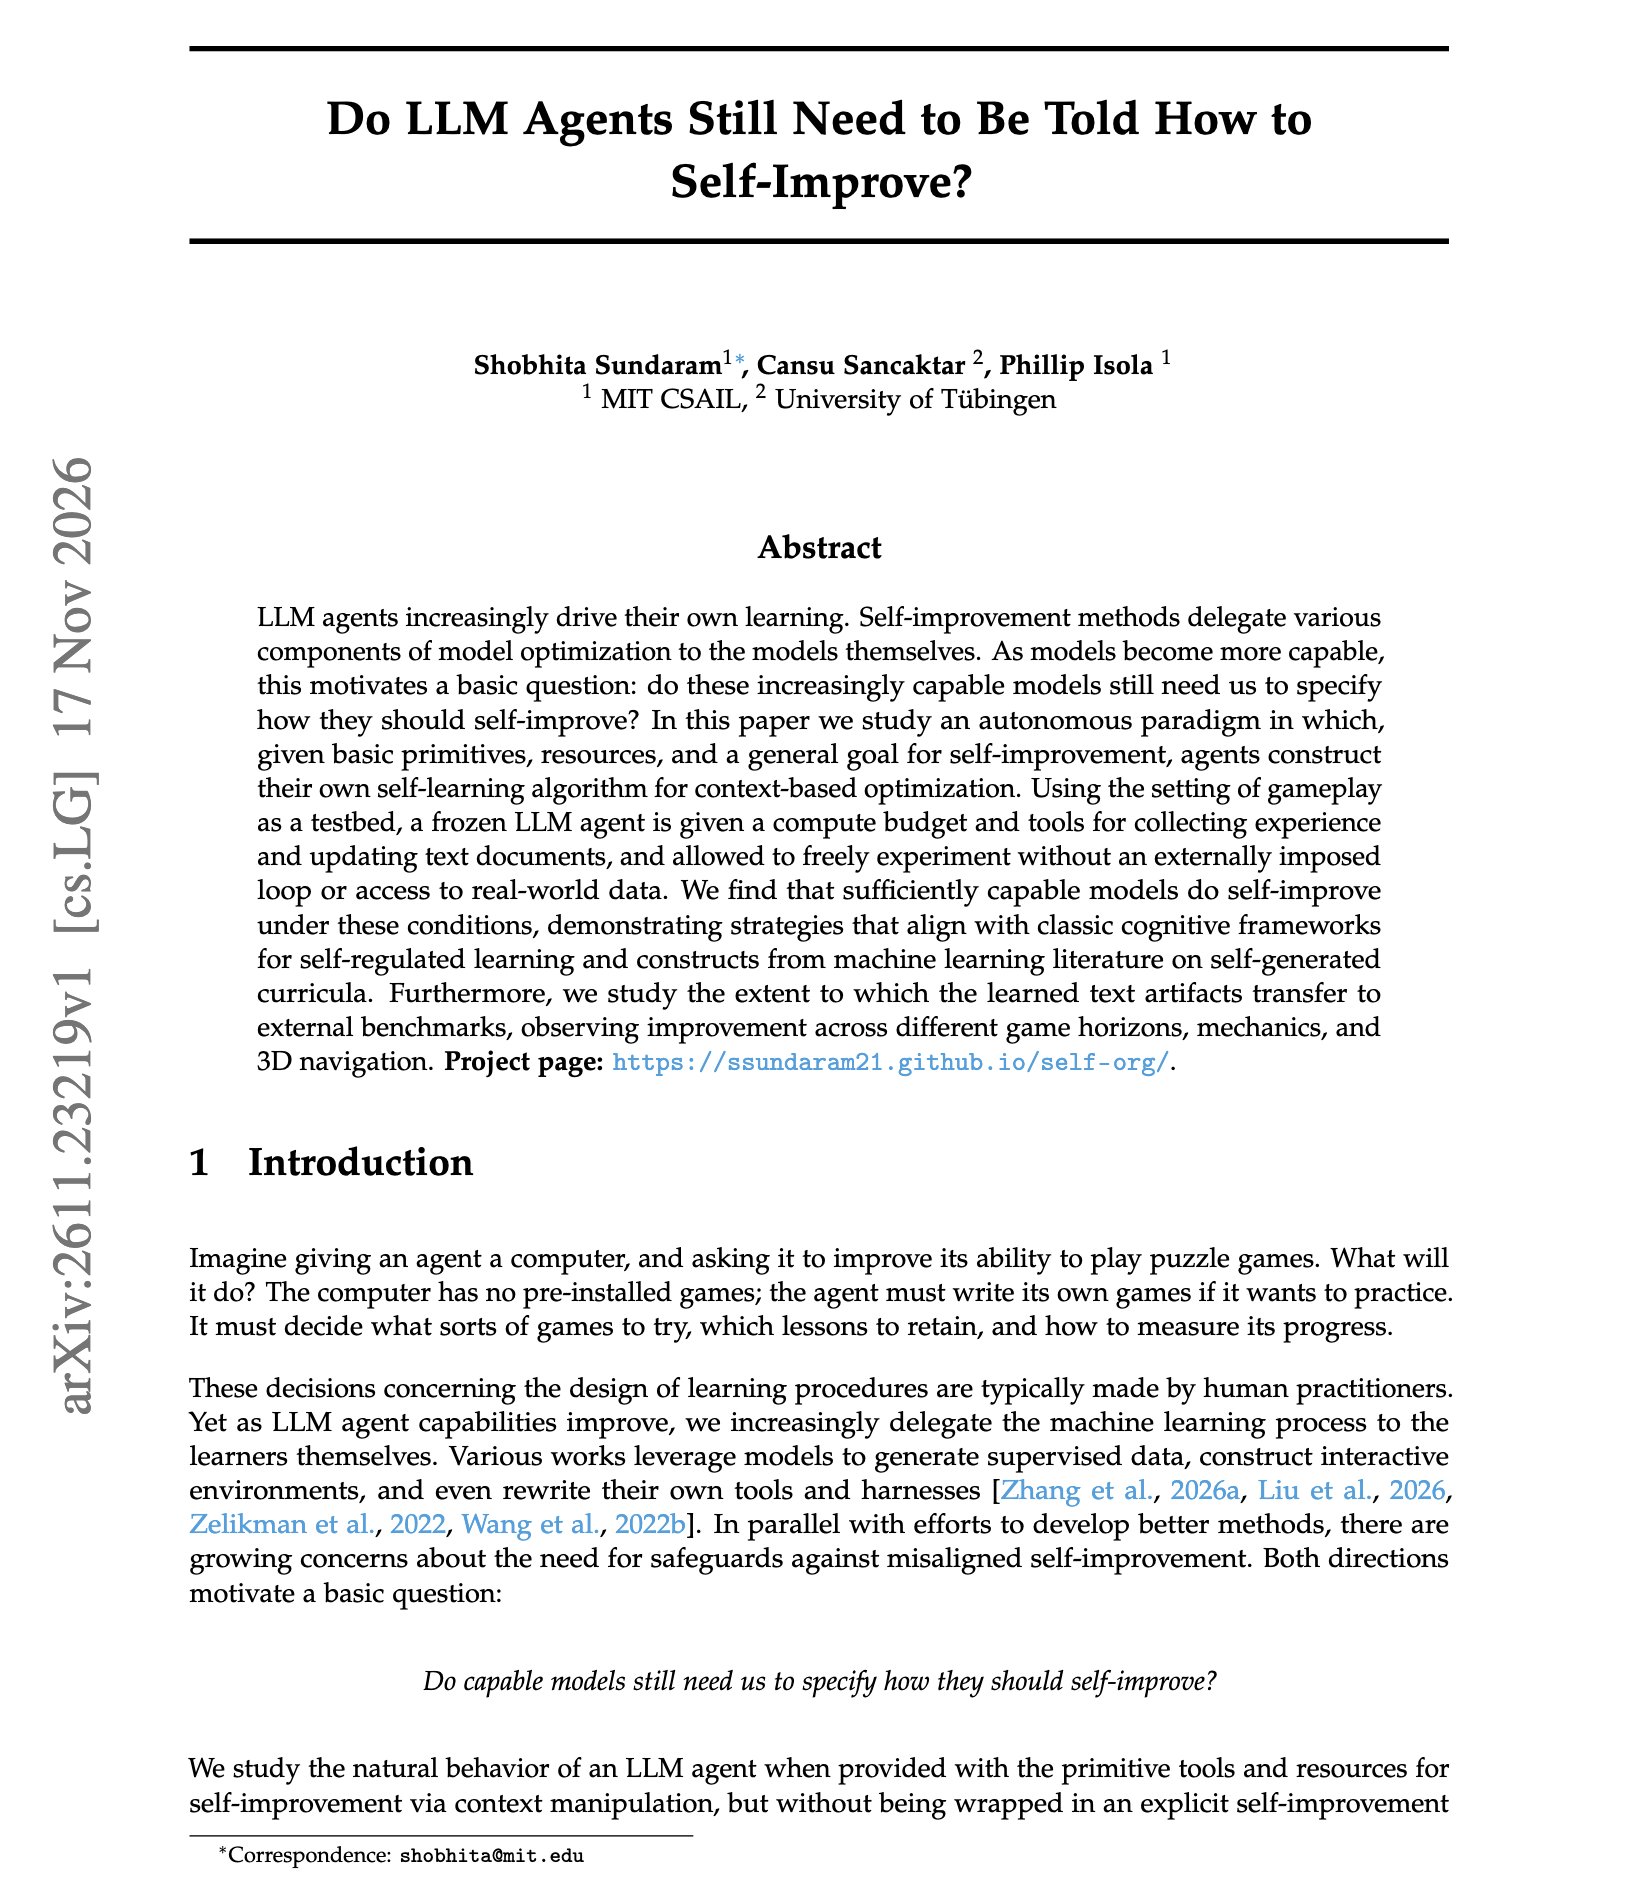 Do LLM Agents Still Need to Be Told How to
Self-Improve?
Shobhita Sundaram1*, Cansu Sancaktar 2, Phillip Isola 1
1 MIT CSAIL, 2 University of Tübingen
arXiv:2611.23219v1 [cs.LG] 17 Nov 2026
Abstract
LLM agents increasingly drive their own learning. Self-improvement methods delegate various
components of model optimization to the models themselves. As models become more capable,
this motivates a basic question: do these increasingly capable models still need us to specify
how they should self-improve? In this paper we study an autonomous paradigm in which,
given basic primitives, resources, and a general goal for self-improvement, agents construct
their own self-learning algorithm for context-based optimization. Using the setting of gameplay
as a testbed, a frozen LLM agent is given a compute budget and tools for collecting experience
and updating text documents, and allowed to freely experiment without an externally imposed
loop or access to real-world data. We find that sufficiently capable models do self-improve
under these conditions, demonstrating strategies that align with classic cognitive frameworks
for self-regulated learning and constructs from machine learning literature on self-generated
curricula. Furthermore, we study the extent to which the learned text artifacts transfer to
external benchmarks, observing improvement across different game horizons, mechanics, and
3D navigation. Project page: https://ssundaram21.github.io/self-org/.
1 Introduction
Imagine giving an agent a computer, and asking it to improve its ability to play puzzle games. What will
it do? The computer has no pre-installed games; the agent must write its own games if it wants to practice.
It must decide what sorts of games to try, which lessons to retain, and how to measure its progress.
These decisions concerning the design of learning procedures are typically made by human practitioners.
Yet as LLM agent capabilities improve, we increasingly delegate the machine learning process to the
learners themselves. Various works leverage models to generate supervised data, construct interactive
environments, and even rewrite their own tools and harnesses [Zhang et al., 2026a, Liu et al., 2026,
Zelikman et al., 2022, Wang et al., 2022b]. In parallel with efforts to develop better methods, there are
growing concerns about the need for safeguards against misaligned self-improvement. Both directions
motivate a basic question:
Do capable models still need us to specify how they should self-improve?
We study the natural behavior of an LLM agent when provided with the primitive tools and resources for
self-improvement via context manipulation, but without being wrapped in an explicit self-improvement
*Correspondence: shobhita@mit.edu